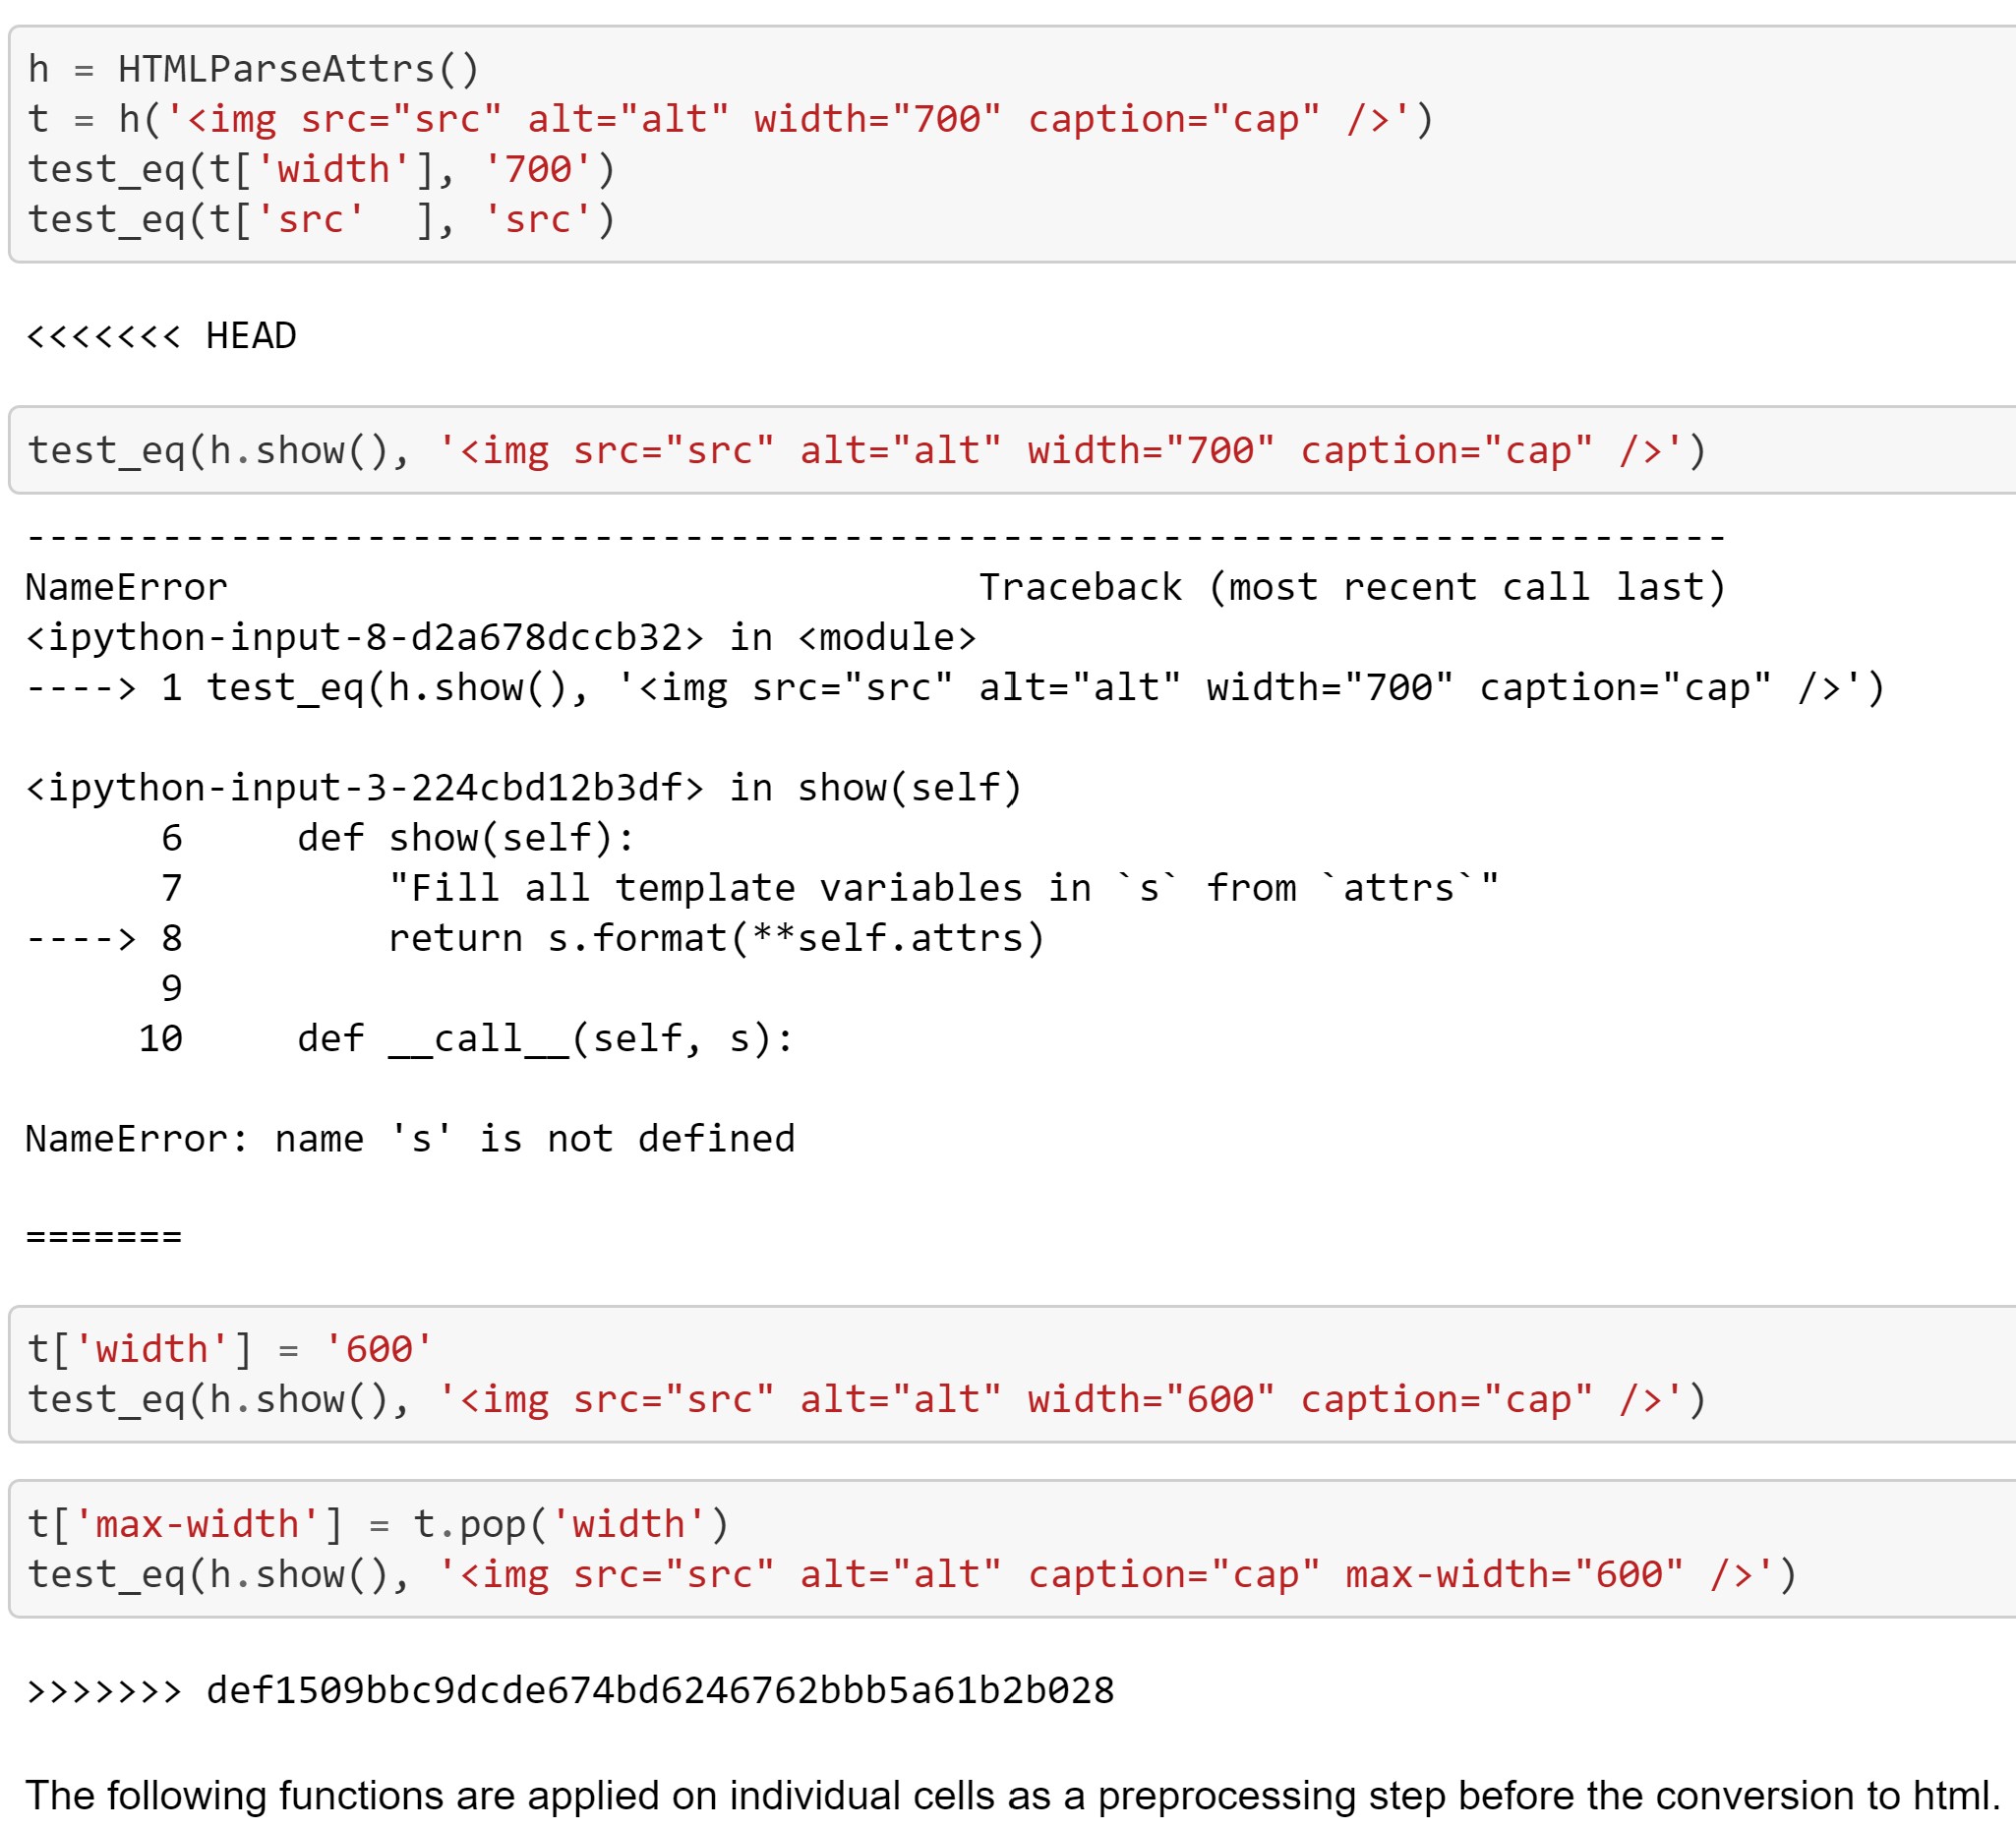 h = HTMLParseAttrs()
t = h('<img src="src" alt="alt" width="700" caption="cap" />')
test_eq(t['width'], '700')
test_eq(t['src'  ], 'src')
<<<<<<< HEAD
test_eq(h.show(), '<img src="src" alt="alt" width="700" caption="cap" />')
---------------------------------------------------------------------------
NameError                                 Traceback (most recent call last)
<ipython-input-8-d2a678dccb32> in <module>
----> 1 test_eq(h.show(), '<img src="src" alt="alt" width="700" caption="cap" />')
<ipython-input-3-224cbd12b3df> in show(self)
      6     def show(self):
      7         "Fill all template variables in `s` from `attrs`"
----> 8         return s.format(**self.attrs)
      9
     10     def __call__(self, s):
NameError: name 's' is not defined
=======
t['width'] = '600'
test_eq(h.show(), '<img src="src" alt="alt" width="600" caption="cap" />')
t['max-width'] = t.pop('width')
test_eq(h.show(), '<img src="src" alt="alt" caption="cap" max-width="600" />')
>>>>>>> def1509bbc9dcde674bd6246762bbb5a61b2b028
The following functions are applied on individual cells as a preprocessing step before the conversion to html.